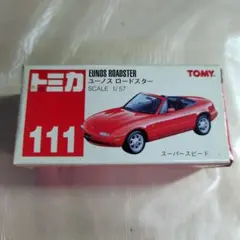 トミカ
EUNOS ROADSTER
ユーノス ロードスター
SCALE 1/57
TOMY
111
スーパースピード